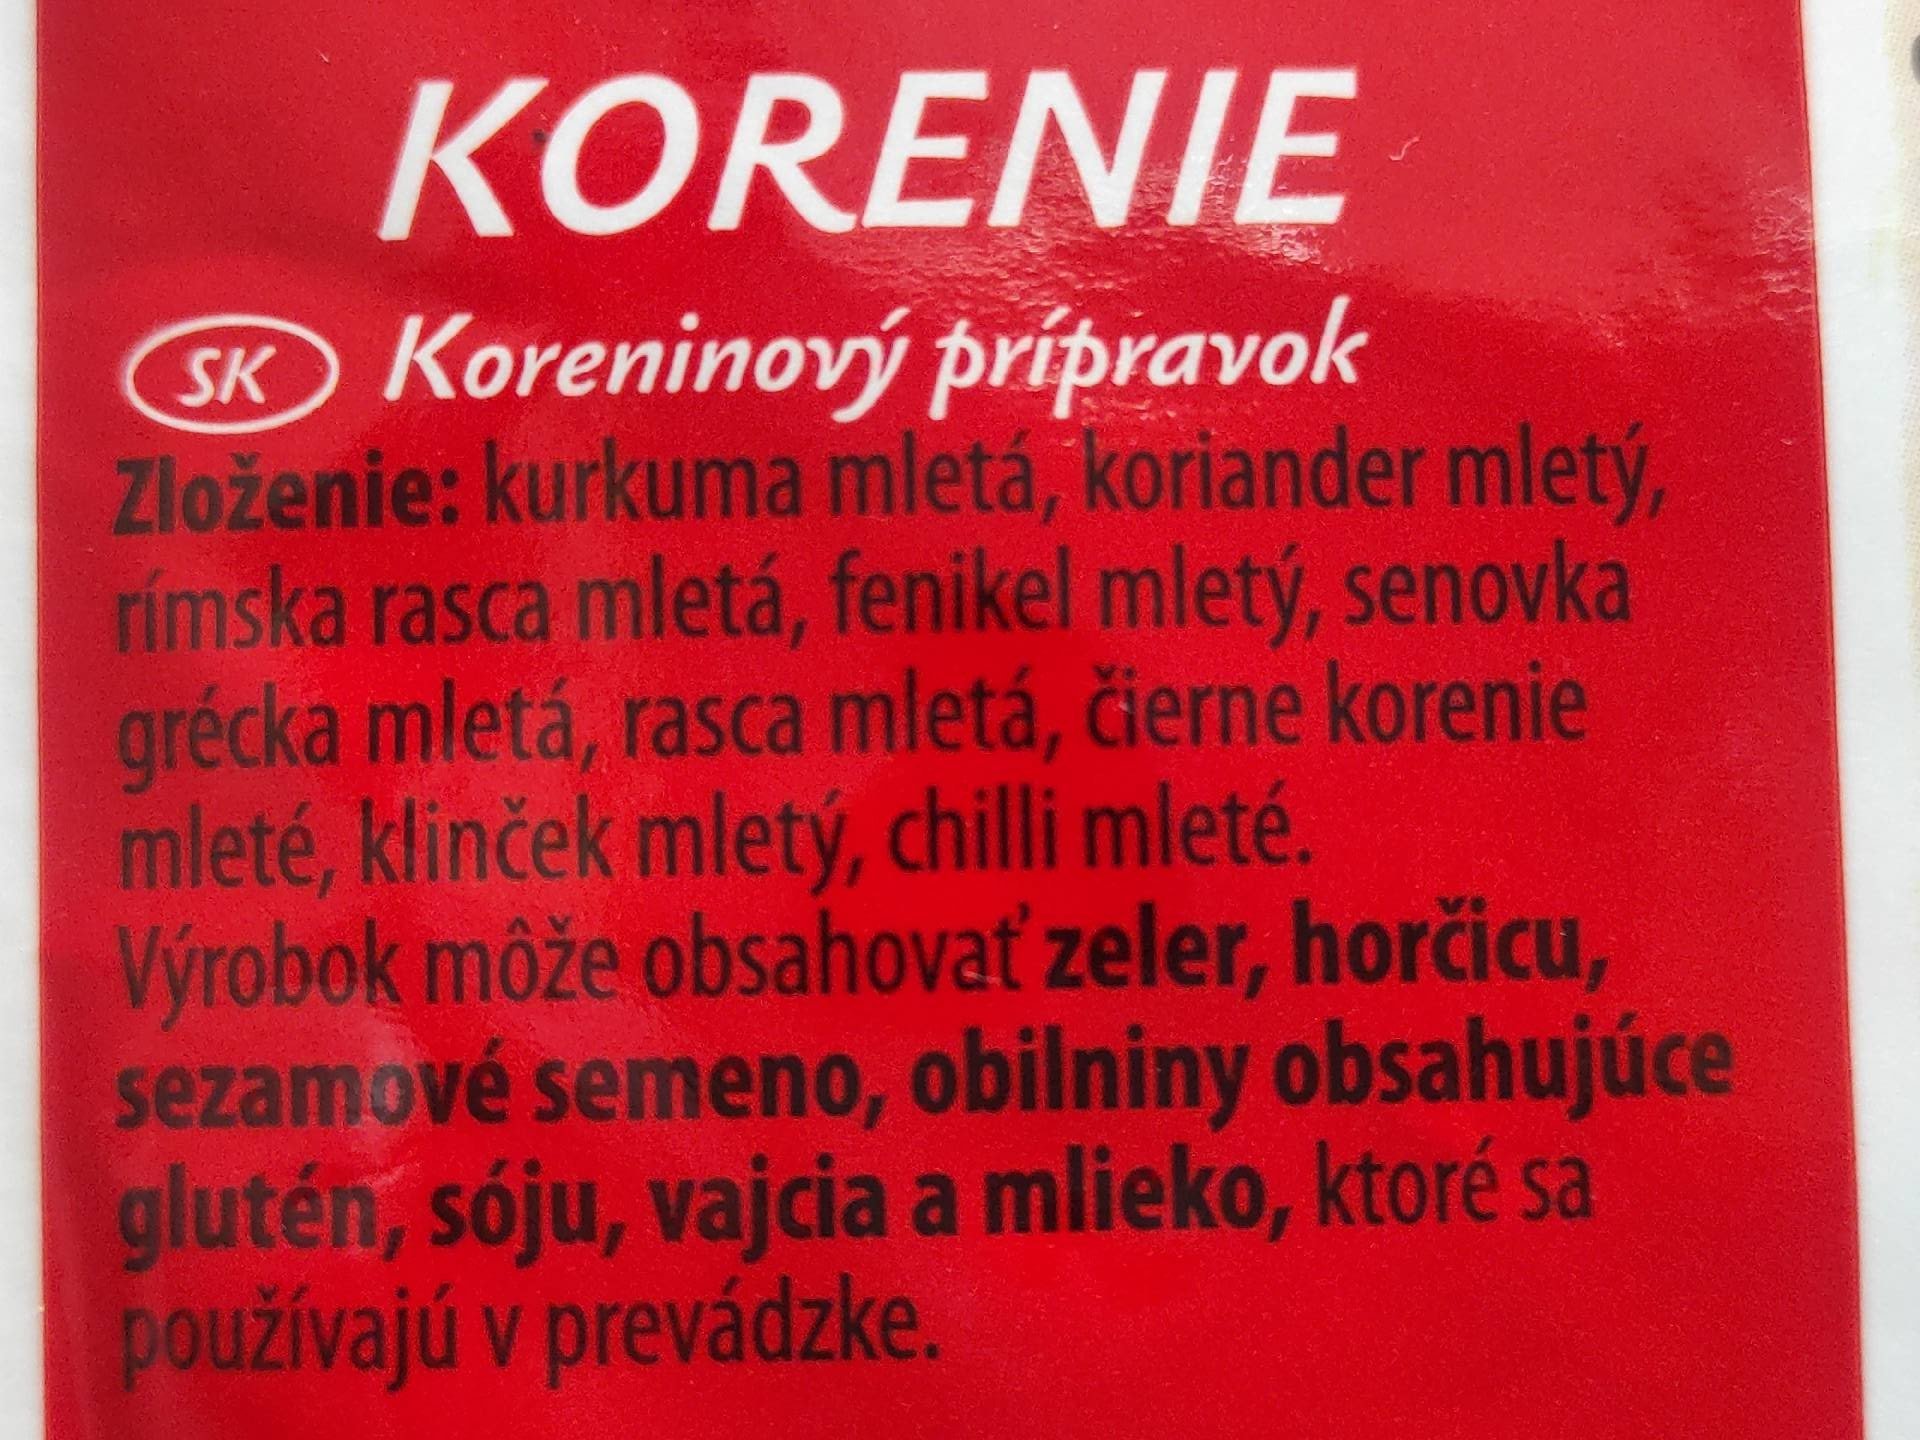 KORENIE
SK Koreninový prípravok
Zloženie: kurkuma mletá, koriander mletý,
rímska rasca mletá, fenikel mletý, senovka
grécka mletá, rasca mletá, čierne korenie
mleté, klinček mletý, chilli mleté.
Výrobok môže obsahovať zeler, horčicu,
sezamové semeno, obilniny obsahujúce
glutén, sóju, vajcia a mlieko, ktoré sa
používajú v prevádzke.